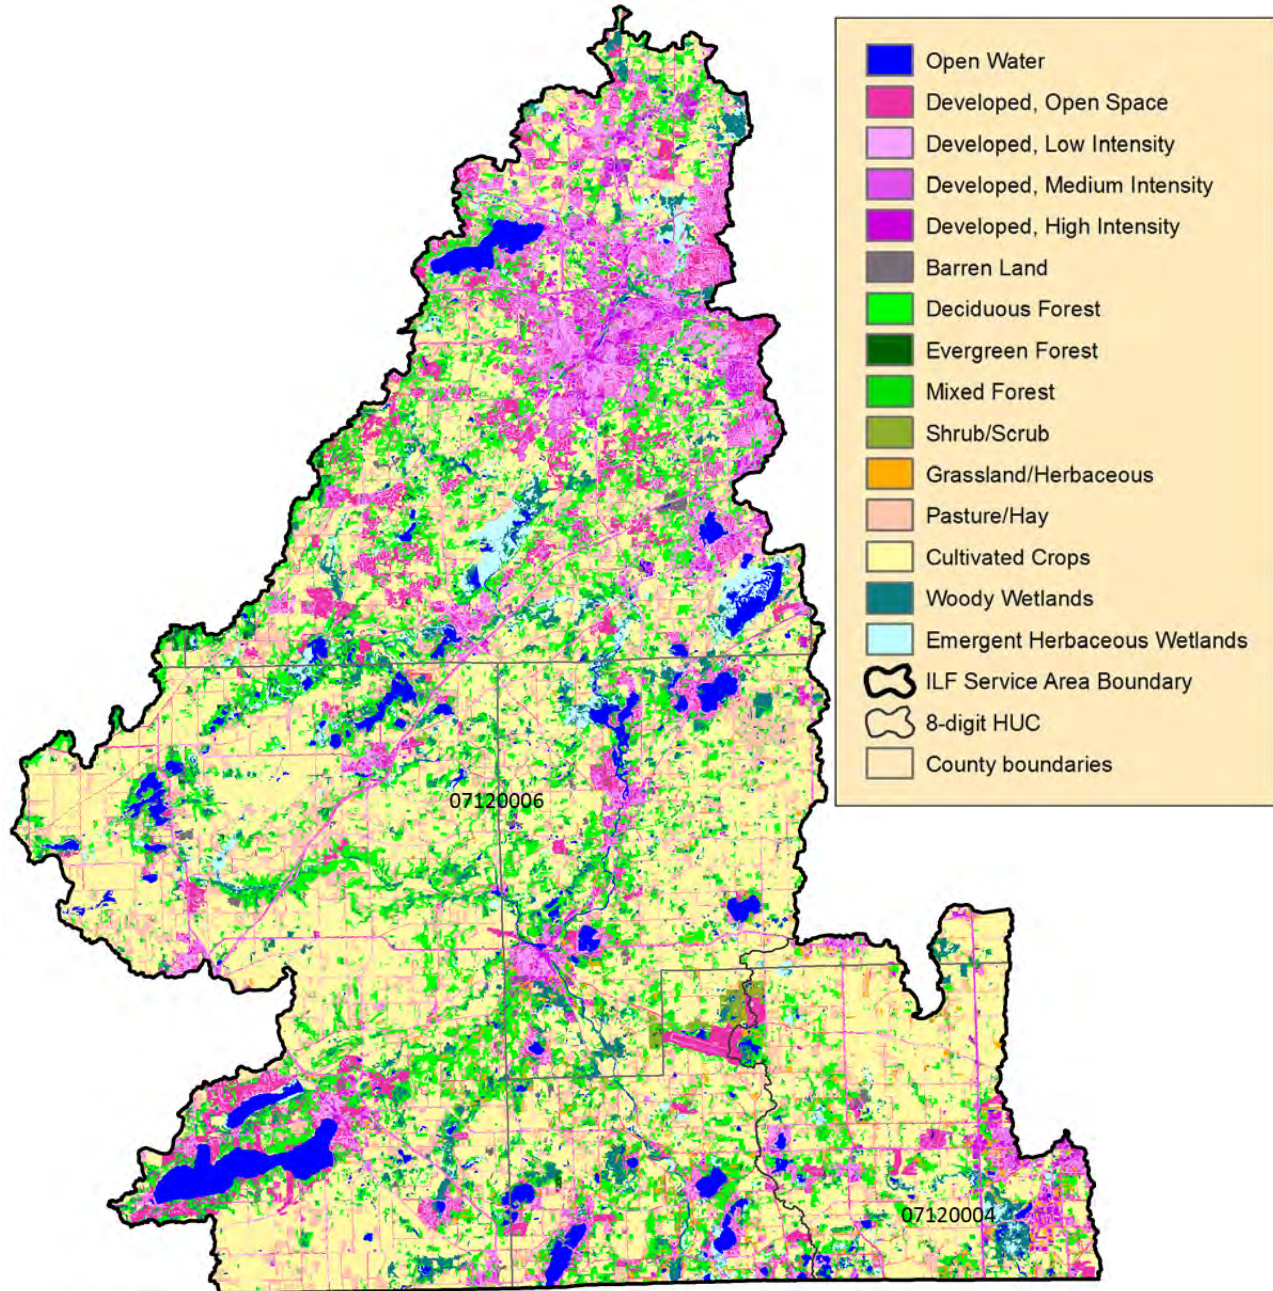 Open Water
Developed, Open Space
Developed, Low Intensity
Developed, Medium Intensity
Developed, High Intensity
Barren Land
Deciduous Forest
Evergreen Forest
Mixed Forest
Shrub/Scrub
Grassland/Herbaceous
Pasture/Hay
Cultivated Crops
Woody Wetlands
Emergent Herbaceous Wetlands
ILF Service Area Boundary
8-digit HUC
County boundaries
07120006
07120004